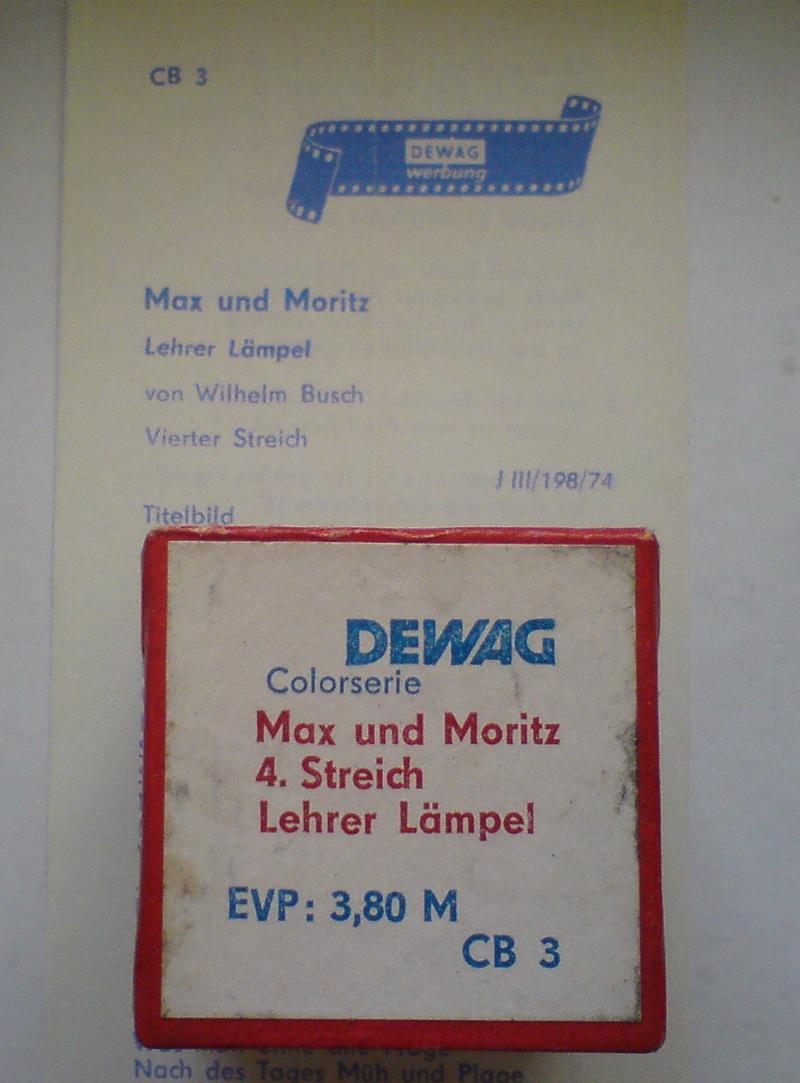 CB 3
DEWAG
werbung
Max und Moritz
Lehrer Lämpel
von Wilhelm Busch
Vierter Streich
J III/198/74
Titelbild
DEWAG
Colorserie
Max und Moritz
4. Streich
Lehrer Lämpel
EVP: 3,80 M
CB 3
Plage
Nach des Tages Müh und Plage